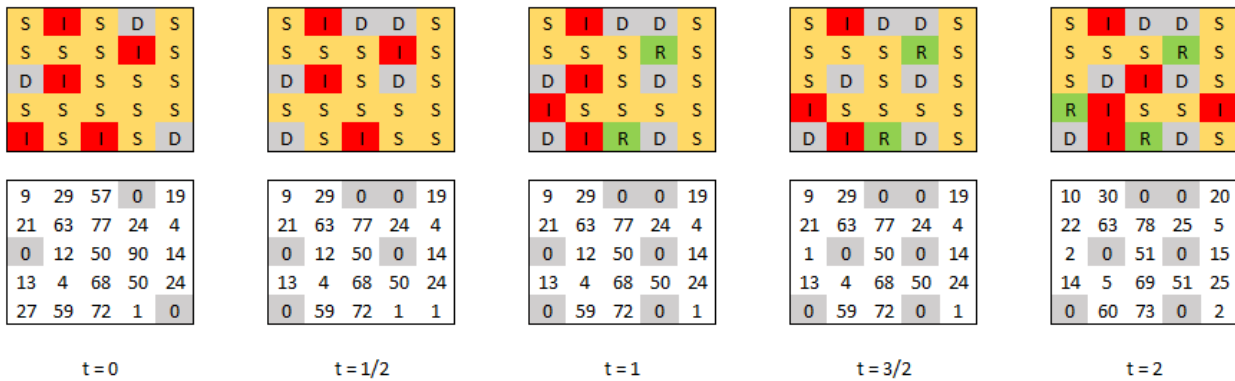 S I S D S S I D D S S I D D S S I D D S S I D D S
S S S I S S S S I S S S S R S S S S R S S S S R S
D I S S S D I S D S D I S D S S D S D S S D I D S
S S S S S S S S S S I S S S S I S S S S R I S S I
I S I S D D S I S S D I R D S D I R D S D I R D S
9 29 57 0 19 9 29 0 0 19 9 29 0 0 19 9 29 0 0 19 10 30 0 0 20
21 63 77 24 4 21 63 77 24 4 21 63 77 24 4 21 63 77 24 4 22 63 78 25 5
0 12 50 90 14 0 12 50 0 14 0 12 50 0 14 1 0 50 0 14 2 0 51 0 15
13 4 68 50 24 13 4 68 50 24 13 4 68 50 24 13 4 68 50 24 14 5 69 51 25
27 59 72 1 0 0 59 72 1 1 0 59 72 0 1 0 59 72 0 1 0 60 73 0 2
t = 0 t = 1/2 t = 1 t = 3/2 t = 2